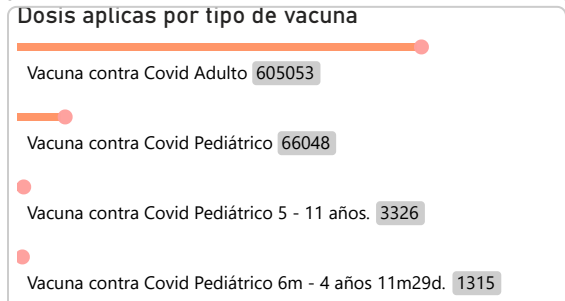 Dosis aplicas por tipo de vacuna
Vacuna contra Covid Adulto 605053
Vacuna contra Covid Pediátrico 66048
Vacuna contra Covid Pediátrico 5 - 11 años. 3326
Vacuna contra Covid Pediátrico 6m - 4 años 11m29d. 1315